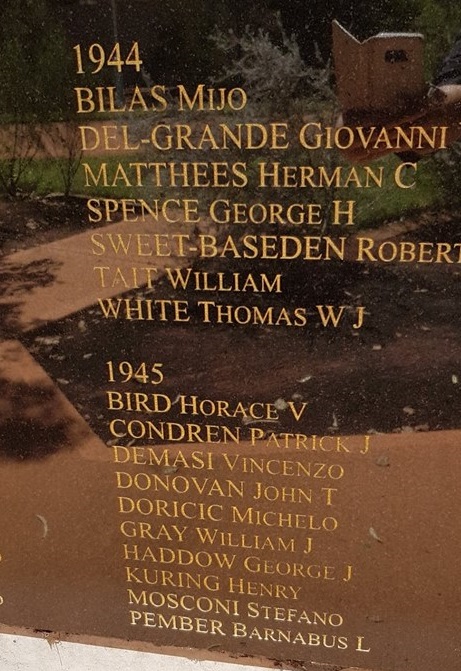 1944
BILAS MIJO
DEL-GRANDE GIOVANNI
MATTHEES HERMAN C
SPENCE GEORGE H
SWEET-BASEDEN ROBERT
TAIT WILLIAM
WHITE THOMAS W J
1945
BIRD HORACE V
CONDREN PATRICK J
DEMASI VINCENZO
DONOVAN JOHN T
DORICIC MICHELO
GRAY WILLIAM J
HADDOW GEORGE J
KURING HENRY
MOSCONI STEFANO
PEMBER BARNABUS L